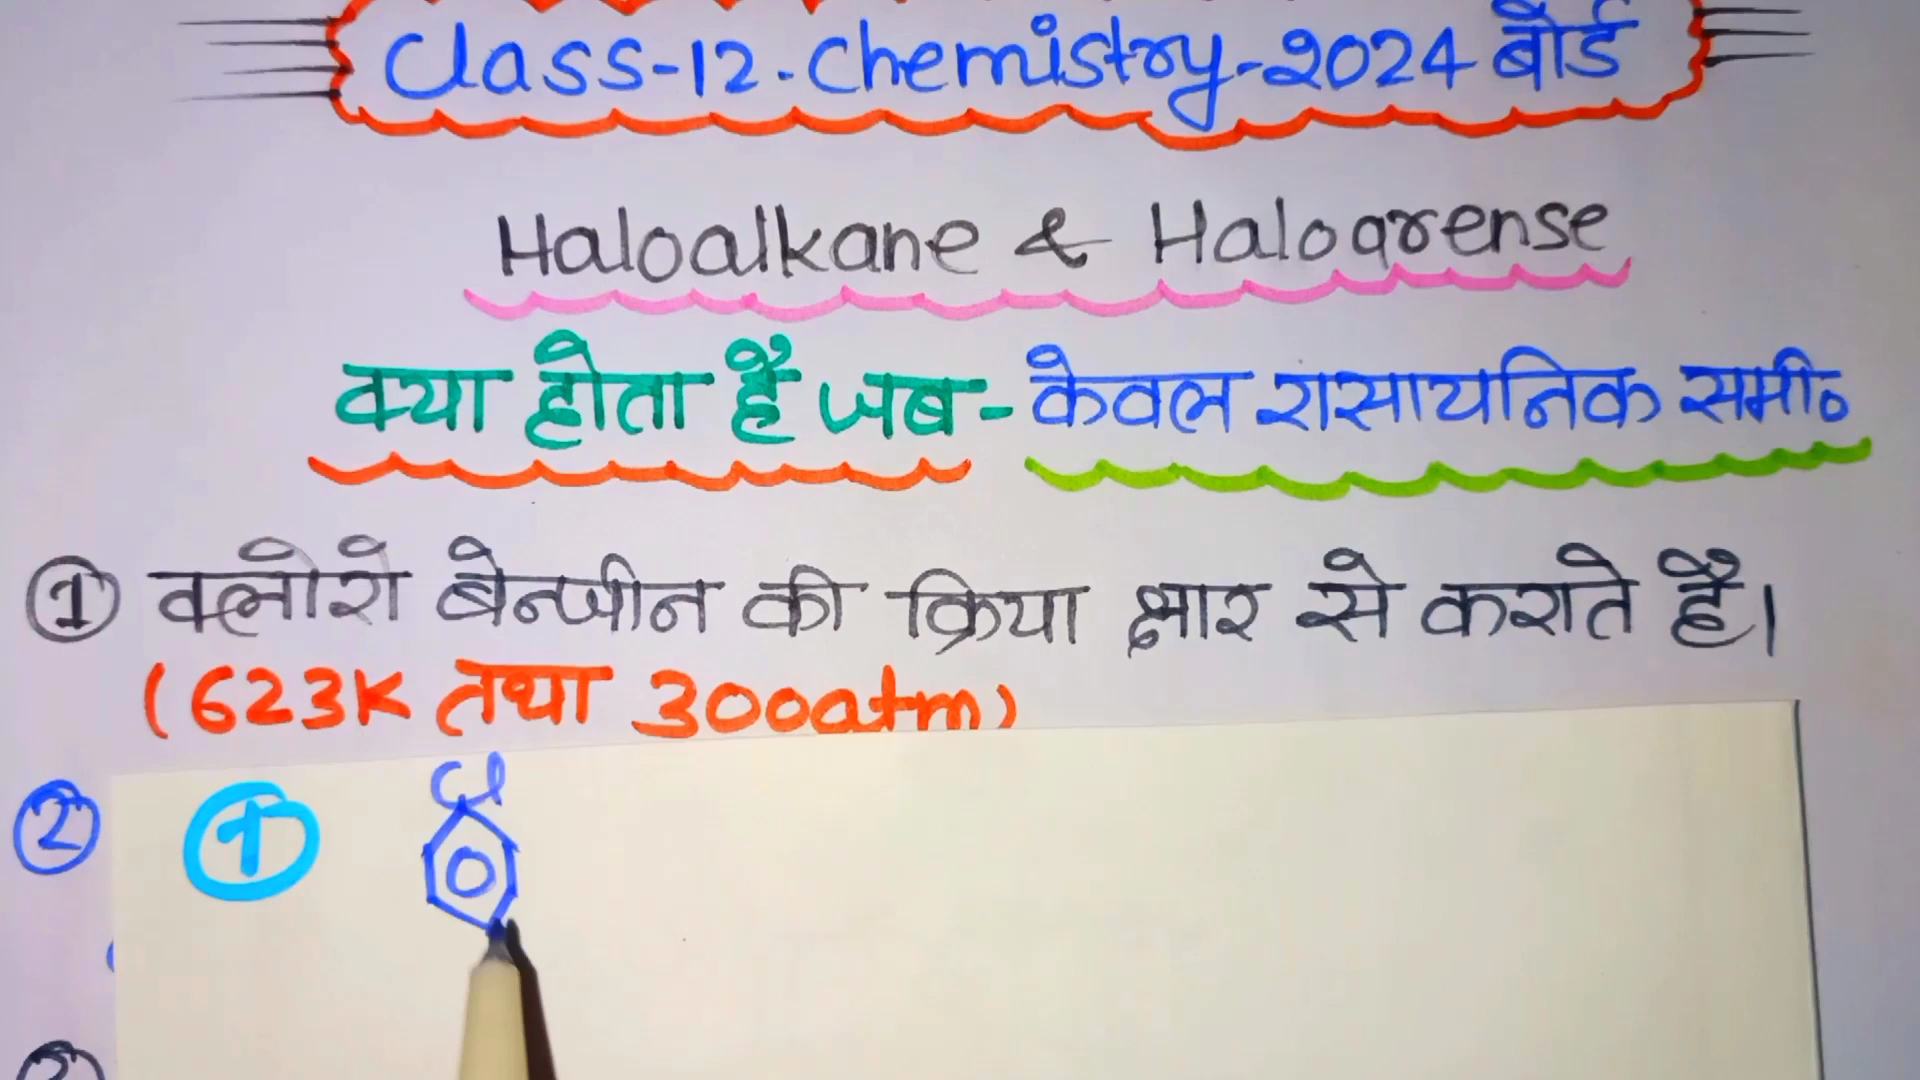 Class-12-Chemistry-2024 बोर्ड
Haloalkane & Haloarense
क्या होता है जब - केवल रासायनिक समी०
① क्लोरो बेन्जीन की क्रिया क्षार से कराते है।
(623K तथा 300atm)
② ① Cl